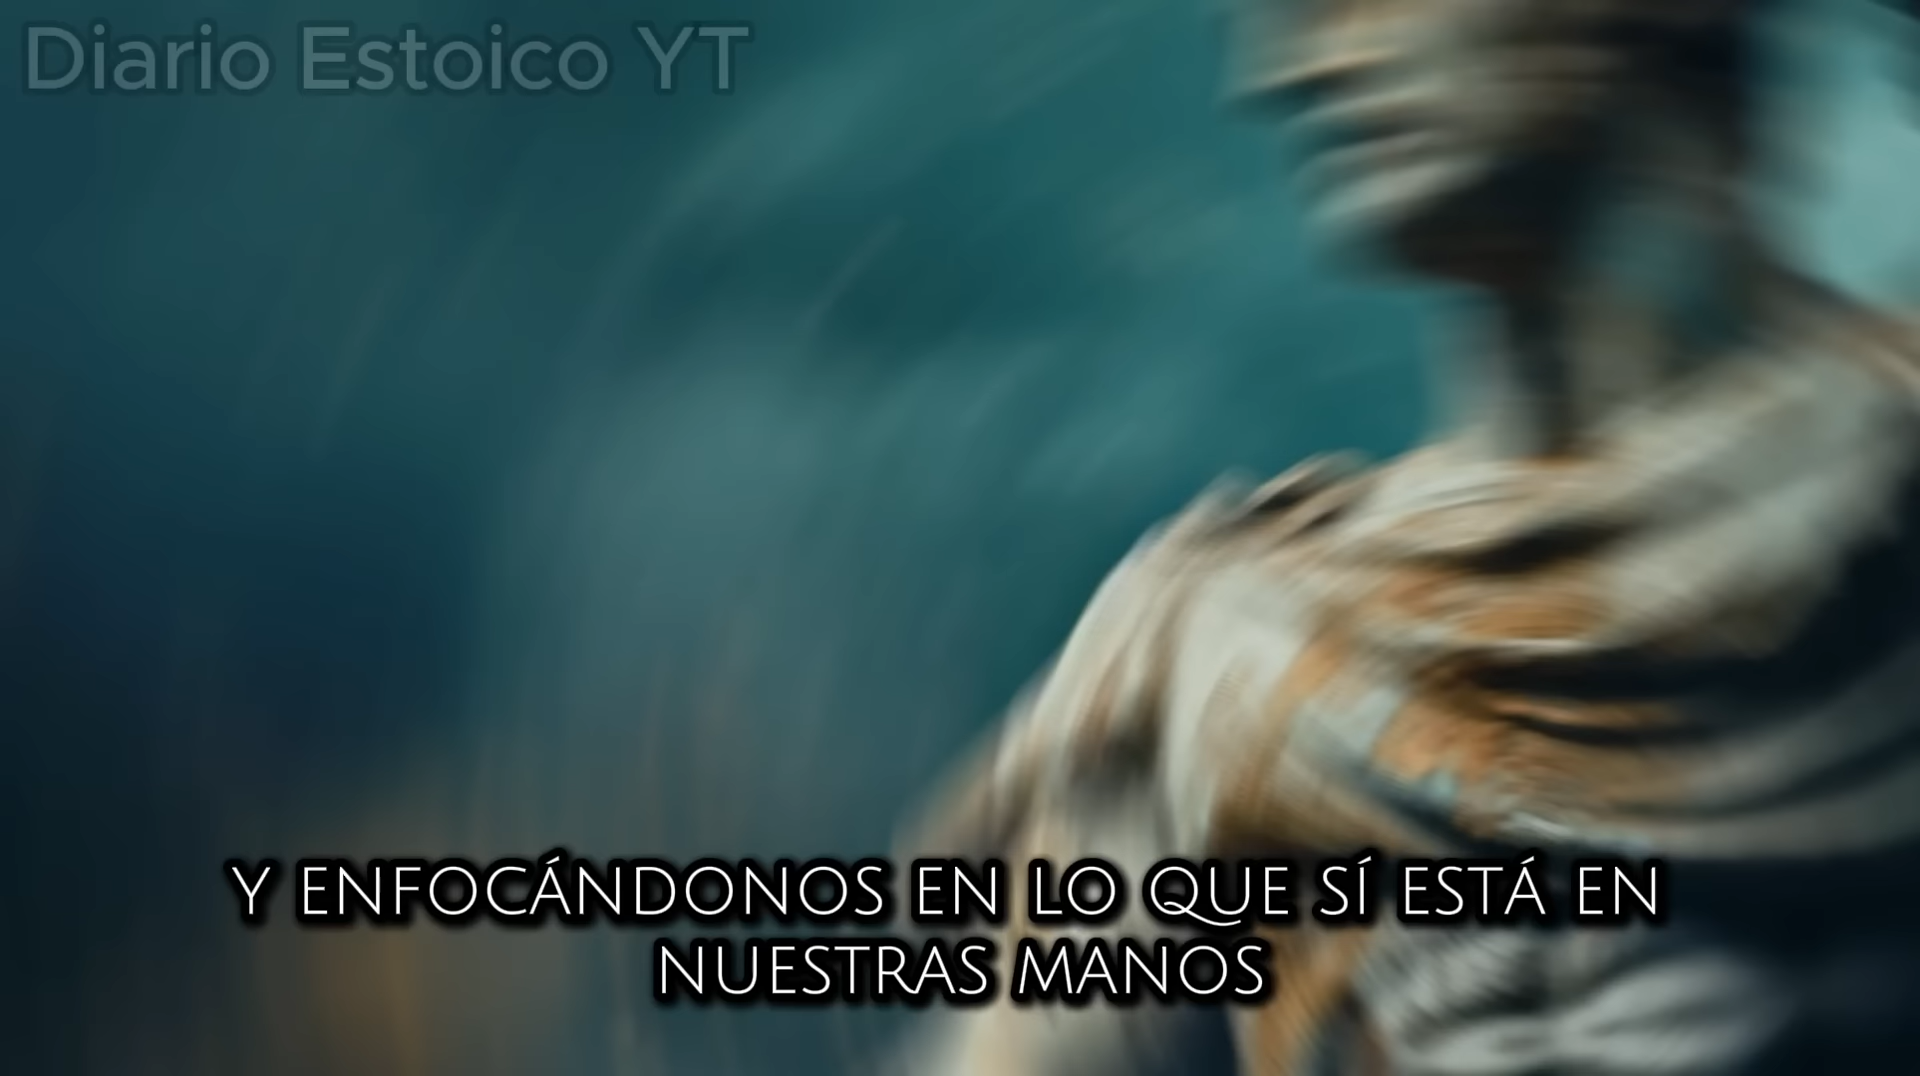 Diario Estoico YT
Y ENFOCÁNDONOS EN LO QUE SÍ ESTÁ EN
NUESTRAS MANOS